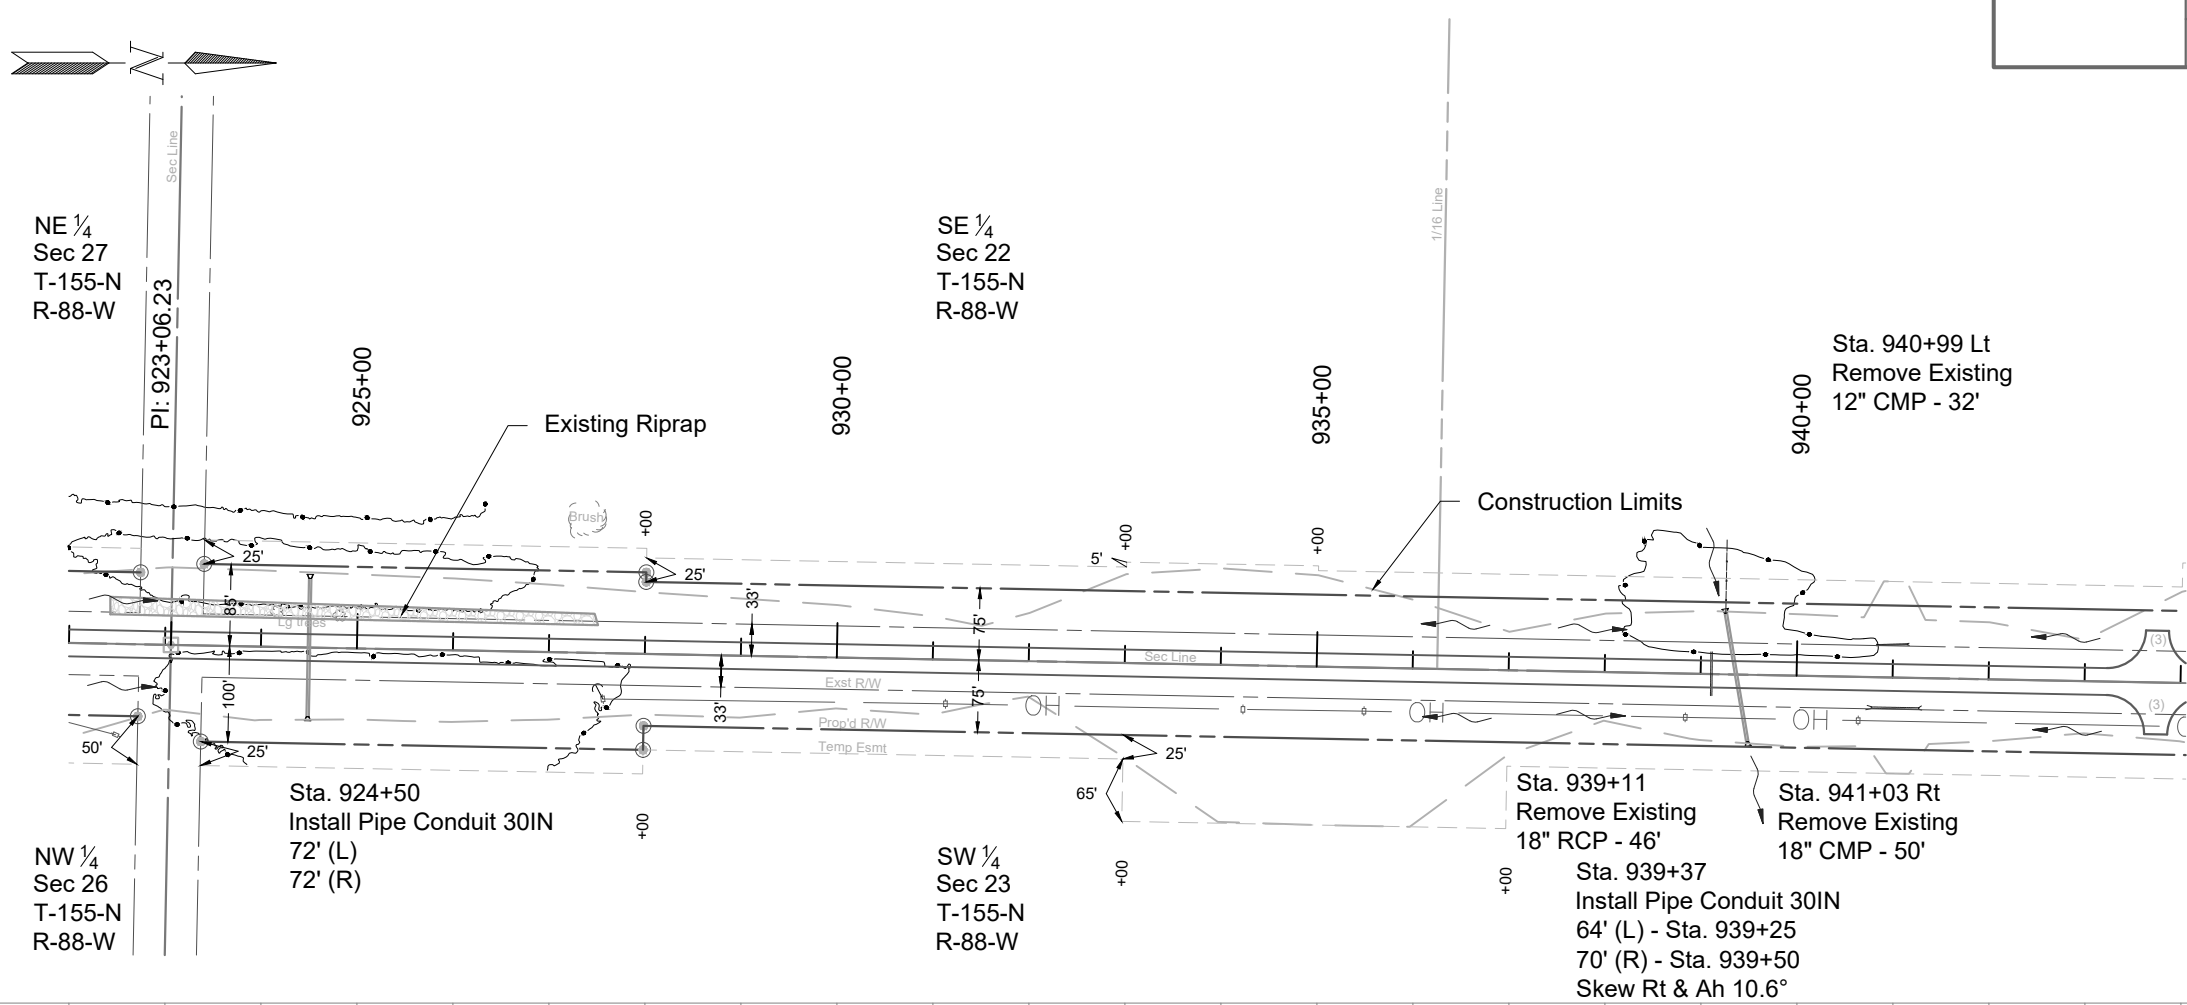 N
Sec Line
NE ¼
Sec 27
T-155-N
R-88-W
PI: 923+06.23
SE ¼
Sec 22
T-155-N
R-88-W
1/16 Line
925+00
930+00
935+00
940+00
Sta. 940+99 Lt
Remove Existing
12" CMP - 32'
Existing Riprap
Construction Limits
Brush
+00
+00
+00
25'
25'
5'
85'
33'
75'
Lg trees
Sec Line
(3)
100'
33'
75'
Exst R/W
OH
OH
OH
(3)
Prop'd R/W
Temp Esmt
50'
25'
25'
65'
Sta. 924+50
Install Pipe Conduit 30IN
72' (L)
72' (R)
+00
+00
+00
Sta. 939+11
Remove Existing
18" RCP - 46'
Sta. 941+03 Rt
Remove Existing
18" CMP - 50'
Sta. 939+37
Install Pipe Conduit 30IN
64' (L) - Sta. 939+25
70' (R) - Sta. 939+50
Skew Rt & Ah 10.6°
NW ¼
Sec 26
T-155-N
R-88-W
SW ¼
Sec 23
T-155-N
R-88-W